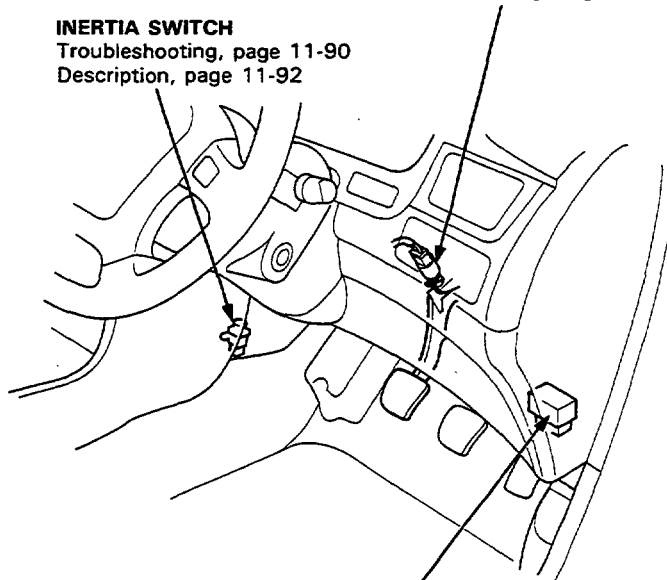 INERTIA SWITCH
Troubleshooting, page 11-90
Description, page 11-92